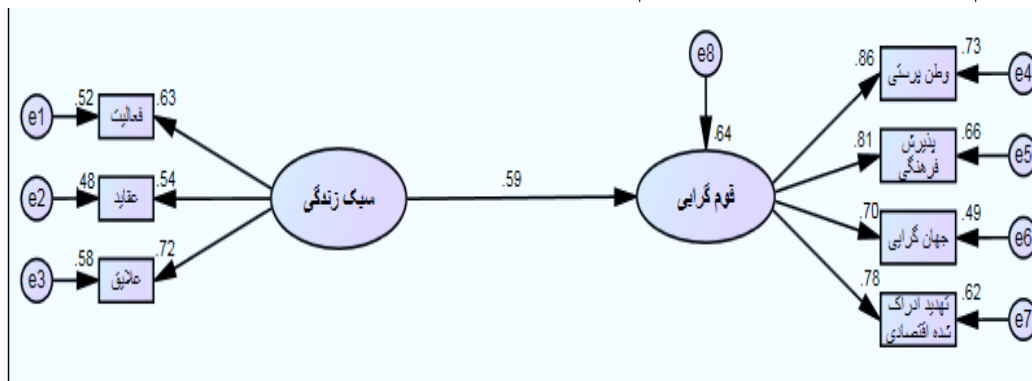 e8
.86
.73
وطن پرستی
e4
.52
.63
e1
فعالیت
.64
.81
.66
پذیرش
فرهنگی
e5
.48
.54
e2
عقاید
سبک زندگی
.59
قوم گرایی
.70
.49
جهان گرایی
e6
.58
.72
e3
علایق
.78
.62
تهدید ادراک
شده اقتصادی
e7